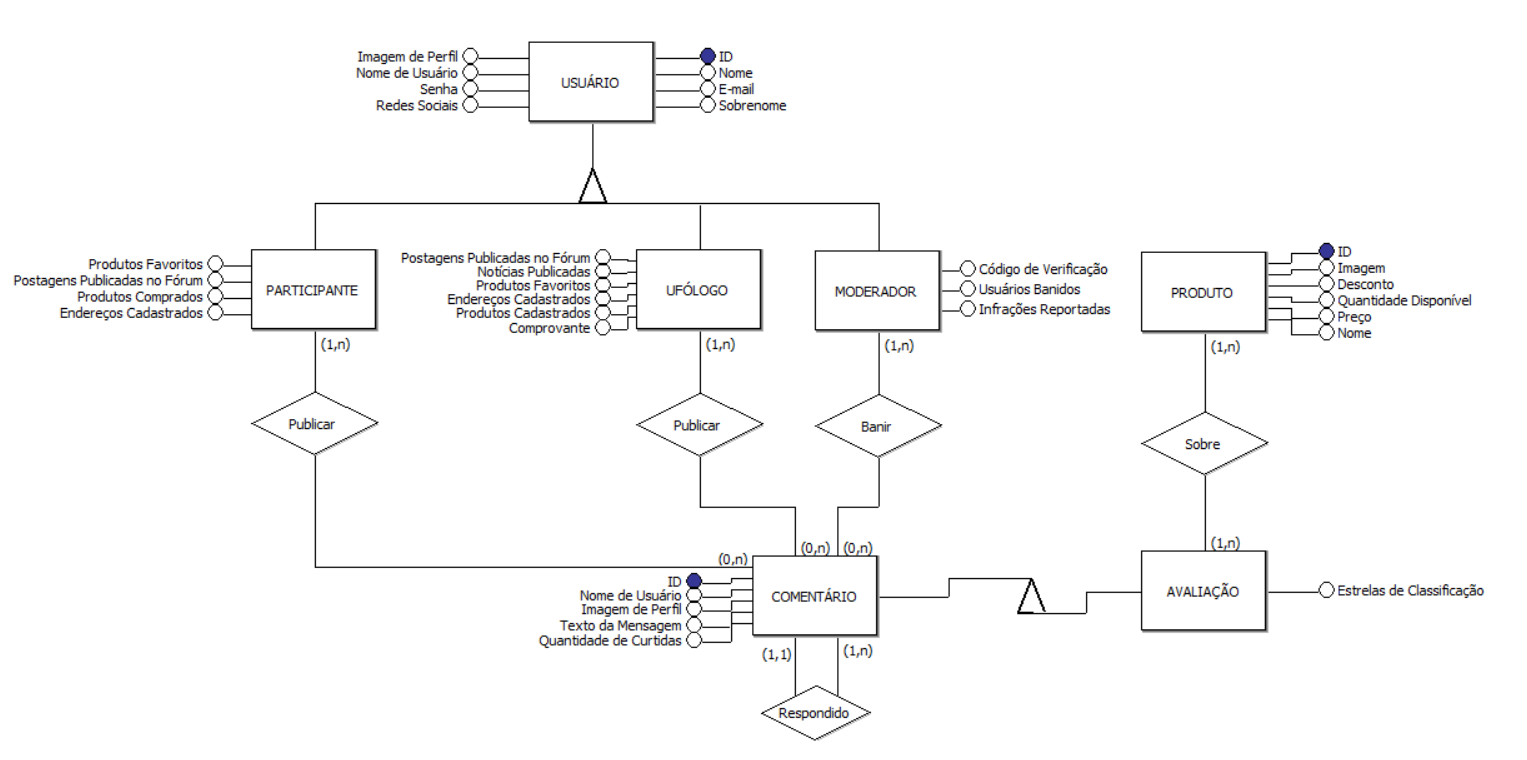 USUÁRIO
Imagem de Perfil
Nome de Usuário
Senha
Redes Sociais
ID
Nome
E-mail
Sobrenome
PARTICIPANTE
Produtos Favoritos
Postagens Publicadas no Fórum
Produtos Comprados
Endereços Cadastrados
(1,n)
UFÓLOGO
Postagens Publicadas no Fórum
Notícias Publicadas
Produtos Favoritos
Endereços Cadastrados
Produtos Cadastrados
Comprovante
(1,n)
MODERADOR
Código de Verificação
Usuários Banidos
Infrações Reportadas
(1,n)
PRODUTO
ID
Imagem
Desconto
Quantidade Disponível
Preço
Nome
(1,n)
Publicar
Publicar
Banir
Sobre
(0,n)
(0,n)
(0,n)
(1,n)
COMENTÁRIO
ID
Nome de Usuário
Imagem de Perfil
Texto da Mensagem
Quantidade de Curtidas
AVALIAÇÃO
Estrelas de Classificação
(1,1)
(1,n)
Respondido